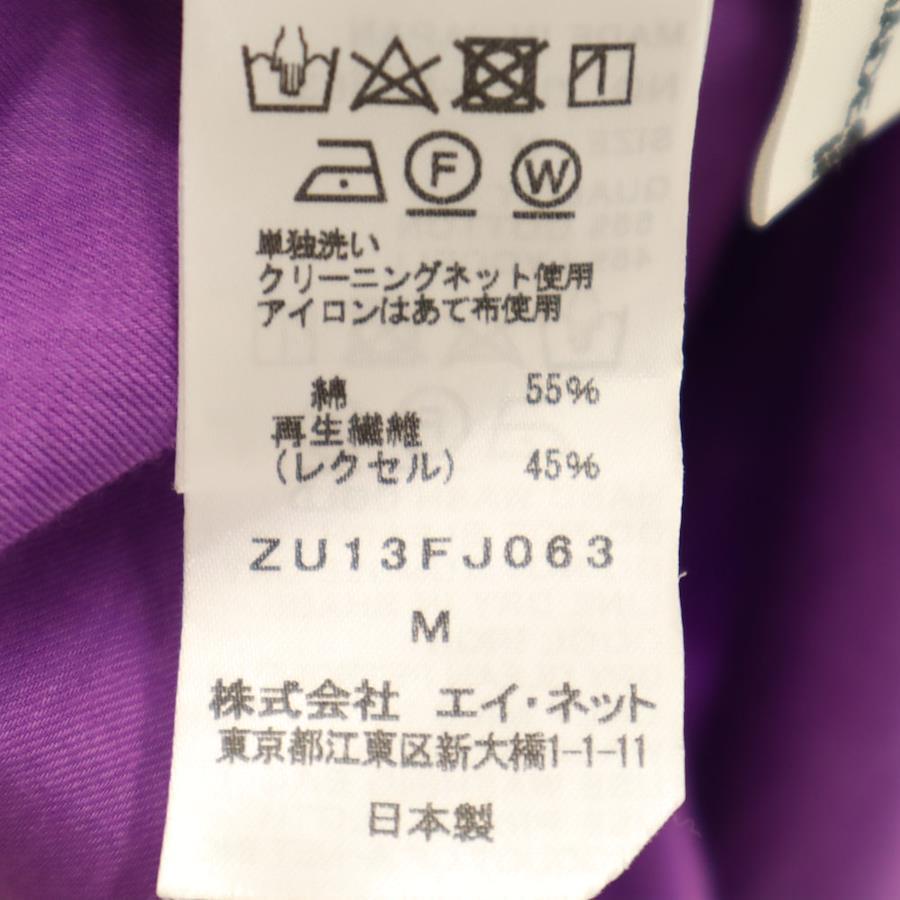 F W
単独洗い
クリーニングネット使用
アイロンはあて布使用
綿 55%
再生繊維
(レクセル) 45%
ZU13FJ063
M
株式会社 エイ・ネット
東京都江東区新大橋1-1-11
日本製